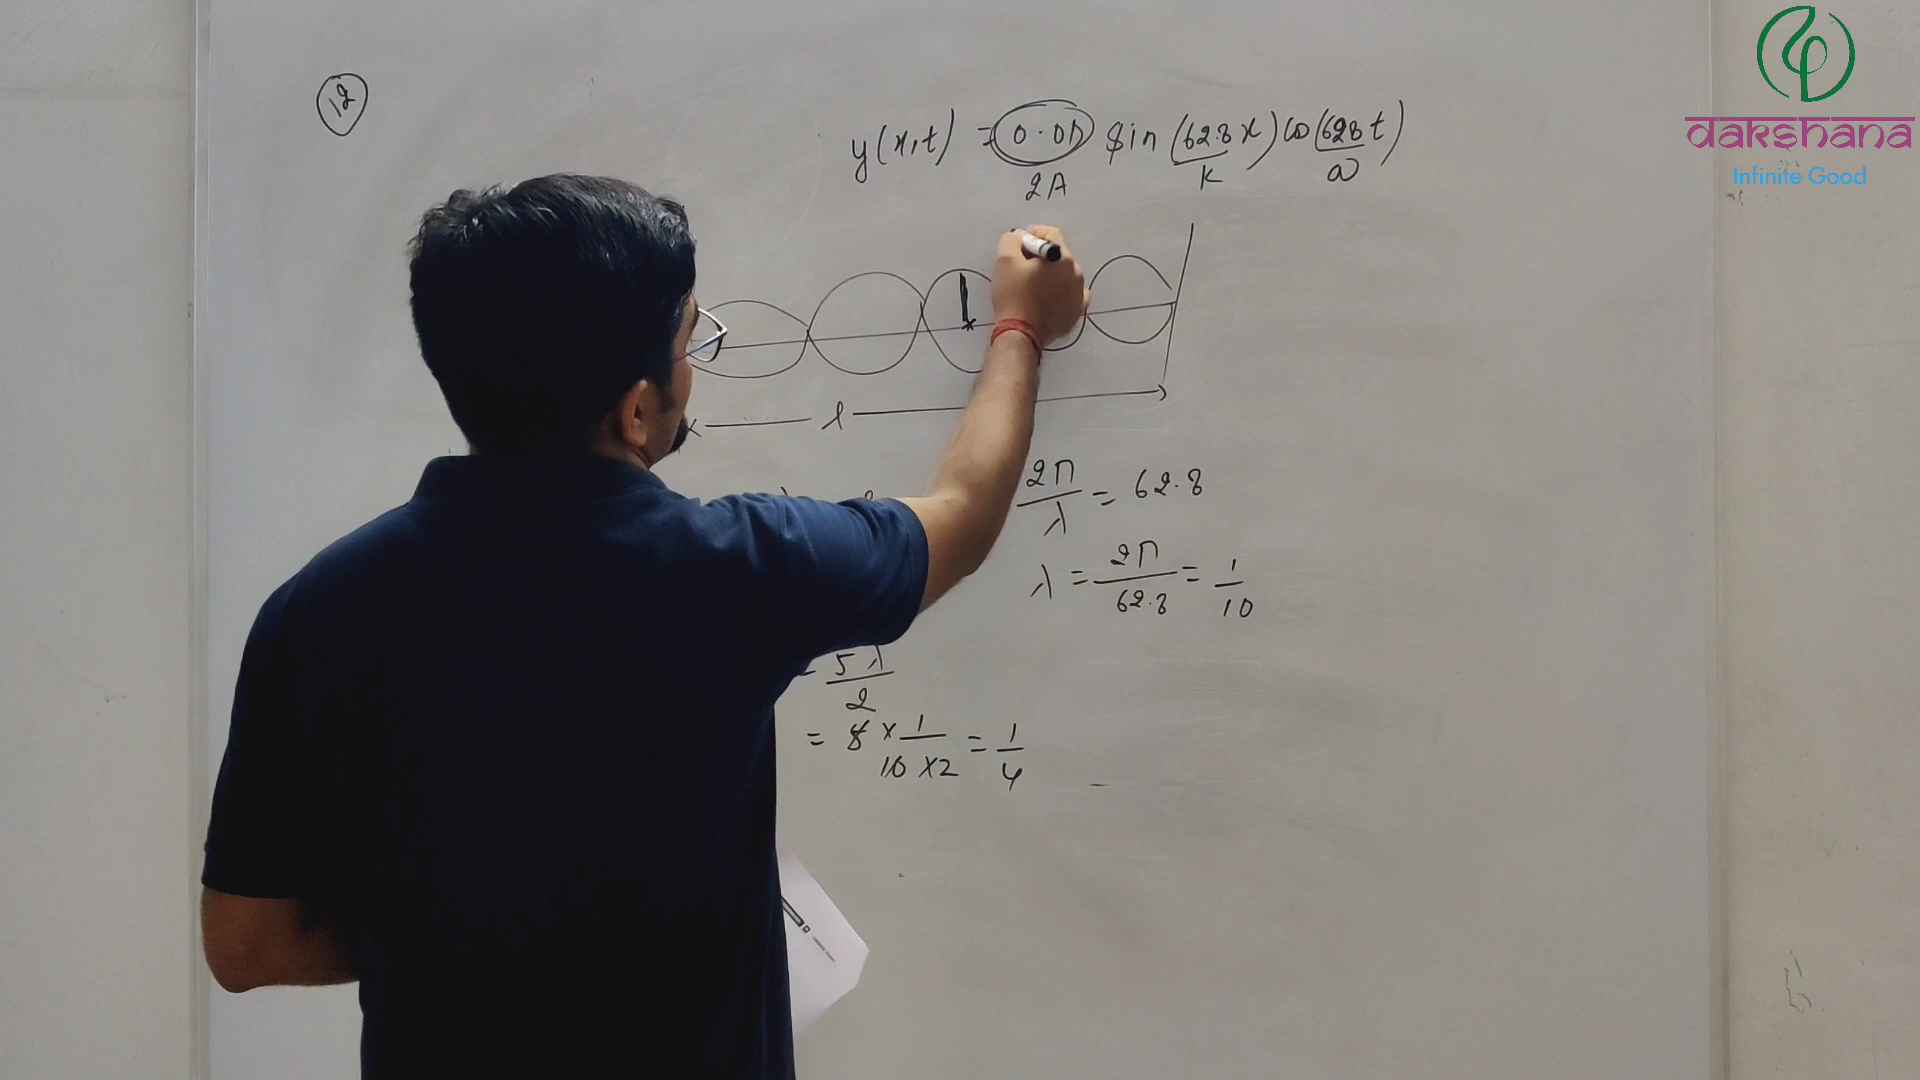 12
y(x,t) = 0.01 sin (62.8 x) co (628 t)
2A K ω
l
2π/λ = 62.8
λ = 2π/62.8 = 1/10
5λ/2
= 5 × 1/10 ×2 = 1/4
dakshana
Infinite Good